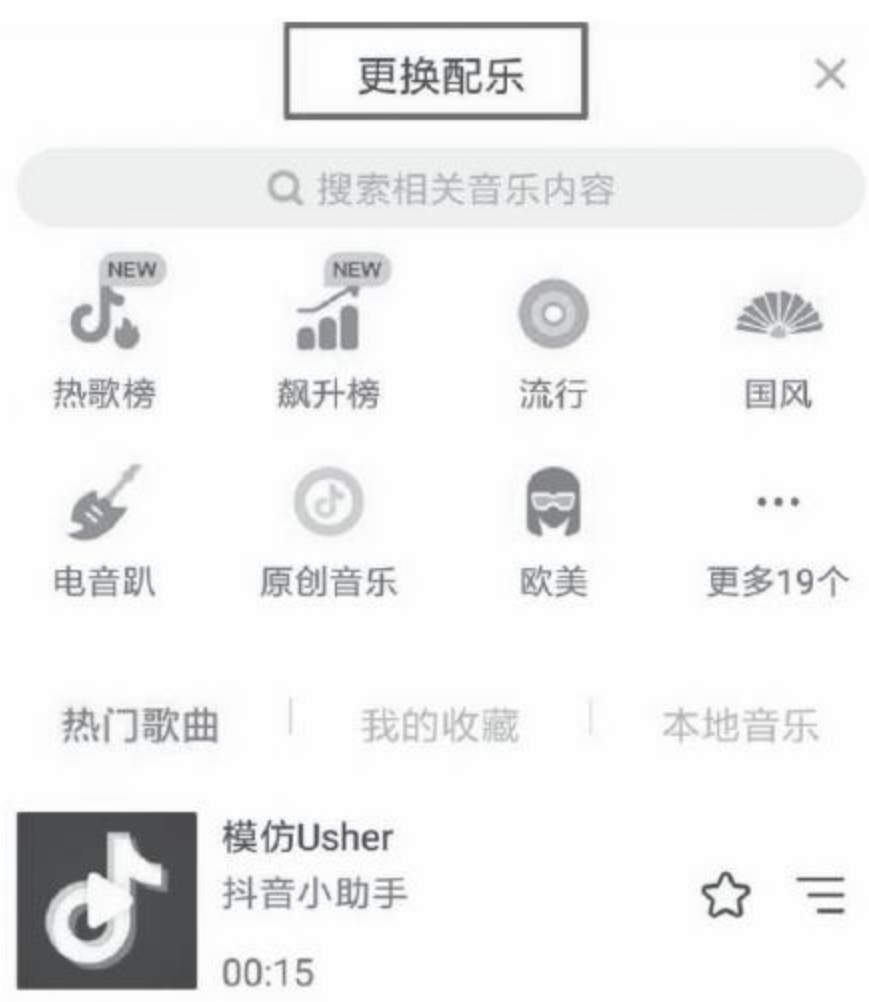 更换配乐
搜索相关音乐内容
NEW NEW
热歌榜 飙升榜 流行 国风
电音趴 原创音乐 欧美 更多19个
热门歌曲 我的收藏 本地音乐
模仿Usher
抖音小助手
00:15